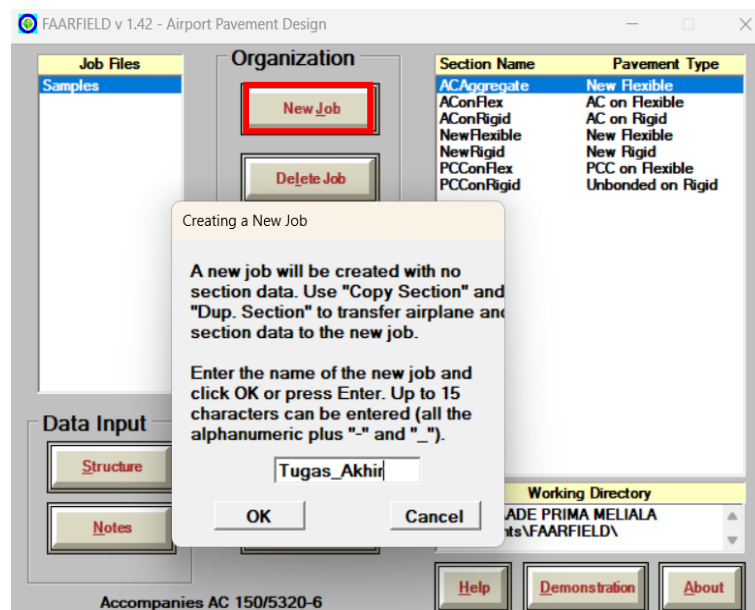 FAARFIELD v 1.42 - Airport Pavement Design
Job Files
Samples
Organization
New Job
Delete Job
Section Name Pavement Type
ACAggregate New Flexible
AConFlex AC on Flexible
AConRigid AC on Rigid
NewFlexible New Flexible
NewRigid New Rigid
PCConFlex PCC on Flexible
PCConRigid Unbonded on Rigid
Creating a New Job
A new job will be created with no
section data. Use "Copy Section" and
"Dup. Section" to transfer airplane and
section data to the new job.
Enter the name of the new job and
click OK or press Enter. Up to 15
characters can be entered (all the
alphanumeric plus "-" and "_").
Tugas_Akhir
OK Cancel
Data Input
Structure
Notes
Working Directory
ADE PRIMA MELIALA
nts\FAARFIELD\
Help Demonstration About
Accompanies AC 150/5320-6